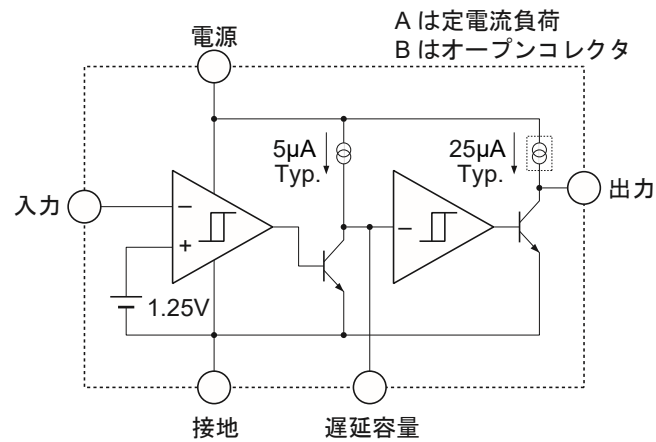 A は定電流負荷
B はオープンコレクタ
電源
5μA
Typ.
25μA
Typ.
入力
−
+
−
出力
1.25V
接地
遅延容量